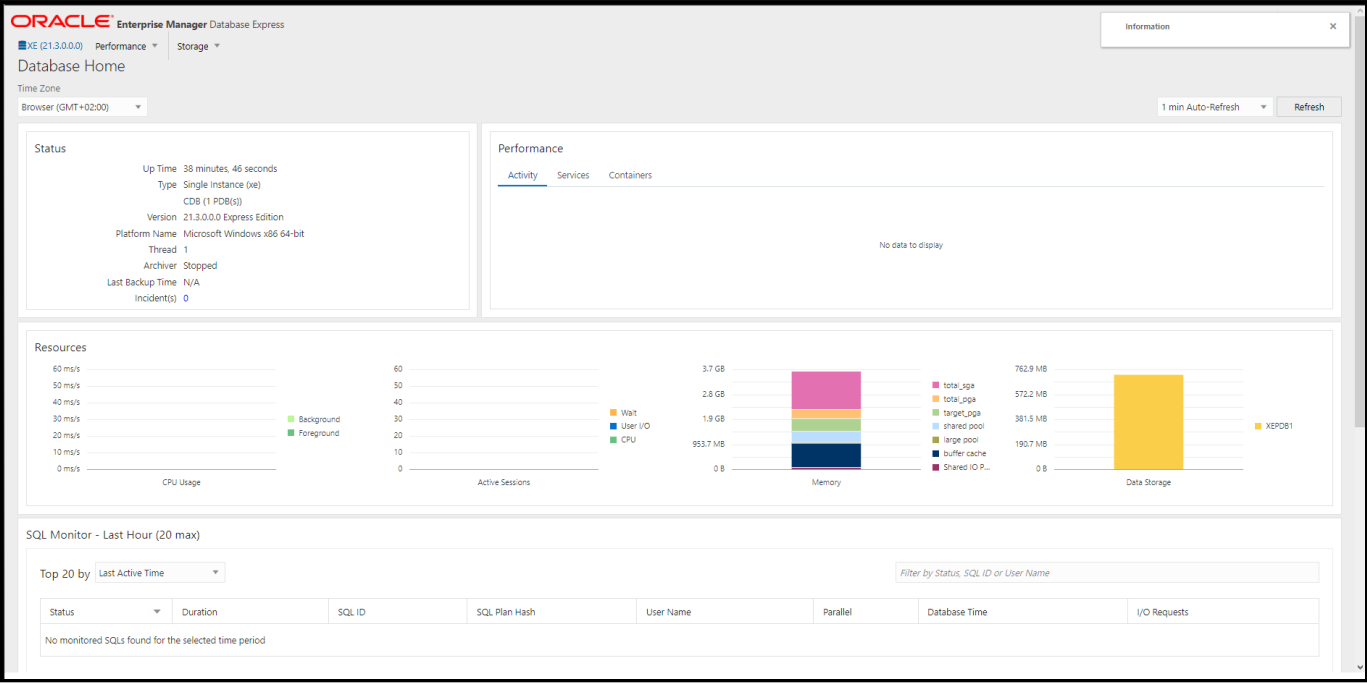 ORACLE Enterprise Manager Database Express
Information ×
XE (21.3.0.0.0) Performance Storage
Database Home
Time Zone
Browser (GMT+02:00)
1 min Auto-Refresh Refresh
Status
Up Time 38 minutes, 46 seconds
Type Single Instance (xe)
CDB (1 PDB(s))
Version 21.3.0.0.0 Express Edition
Platform Name Microsoft Windows x86 64-bit
Thread 1
Archiver Stopped
Last Backup Time N/A
Incident(s) 0
Performance
Activity Services Containers
No data to display
Resources
60 ms/s
50 ms/s
40 ms/s
30 ms/s
20 ms/s
10 ms/s
0 ms/s
Background
Foreground
CPU Usage
60
50
40
30
20
10
0
Wait
User I/O
CPU
Active Sessions
3.7 GB
2.8 GB
1.9 GB
953.7 MB
0 B
total_sga
total_pga
target_pga
shared pool
large pool
buffer cache
Shared IO P...
Memory
762.9 MB
572.2 MB
381.5 MB
190.7 MB
0 B
XEPDB1
Data Storage
SQL Monitor - Last Hour (20 max)
Top 20 by Last Active Time
Filter by Status, SQL ID or User Name
Status Duration SQL ID SQL Plan Hash User Name Parallel Database Time I/O Requests
No monitored SQLs found for the selected time period